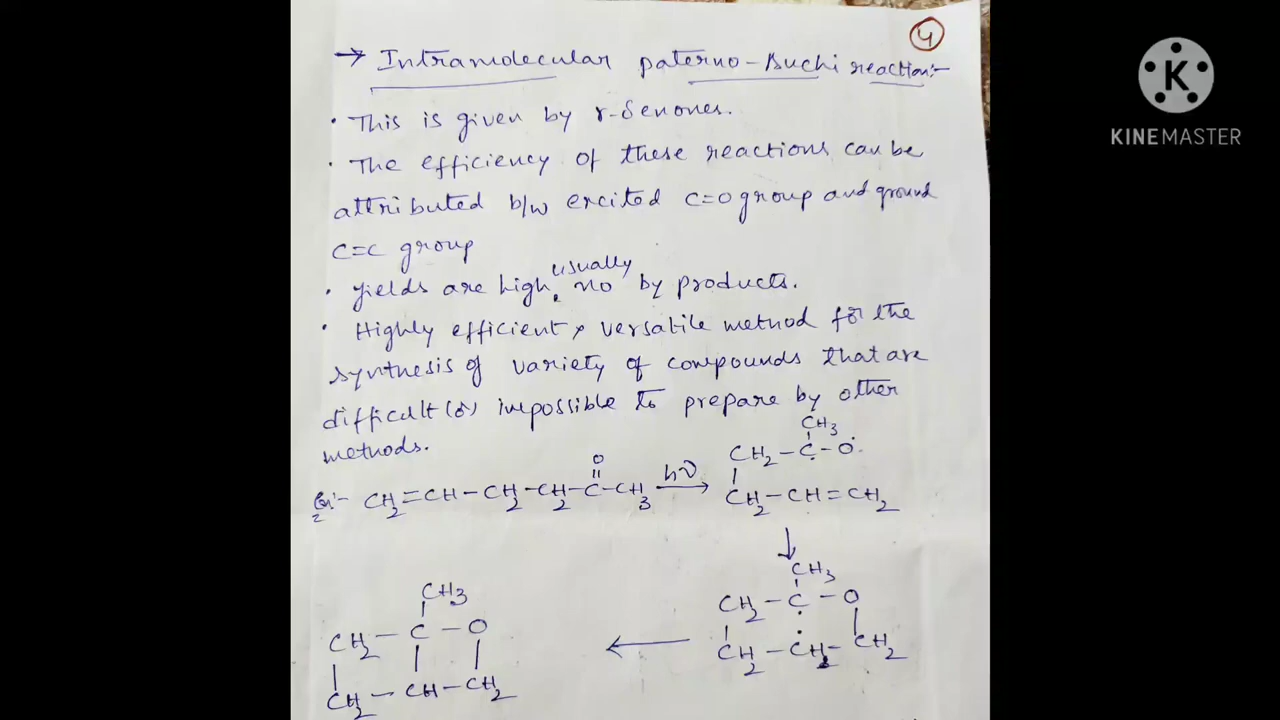 4
→ Intramolecular paterno-Buchi reaction:-
• This is given by r-δ enones.
• The efficiency of these reactions can be
attributed b/w excited C=O group and ground
C=C group
usually
• yields are high. no by products.
• Highly efficient, versatile method for the
synthesis of variety of compounds that are
difficult (or) impossible to prepare by other
methods.
CH3
CH2 - C - O
O
CH2=CH-CH2-CH2-C-CH3 hν
CH2 - CH = CH2
CH3
CH2 - C - O
CH2 - CH - CH2
CH3
CH2 - C - O
CH2 - CH - CH2
K
KINEMASTER